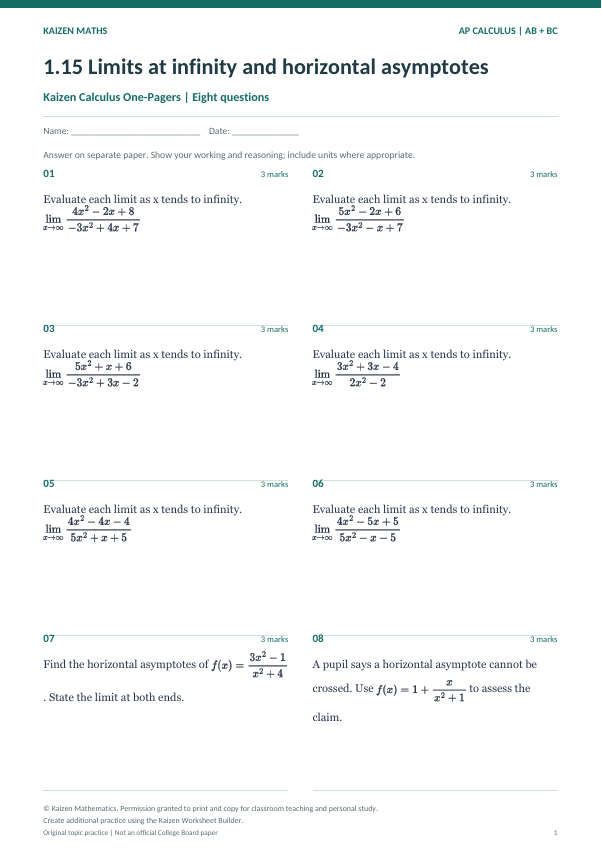 KAIZEN MATHS
AP CALCULUS | AB + BC
1.15 Limits at infinity and horizontal asymptotes
Kaizen Calculus One-Pagers | Eight questions
Name: ____________________________ Date: ______________
Answer on separate paper. Show your working and reasoning; include units where appropriate.
01 3 marks
Evaluate each limit as x tends to infinity.
lim x→∞ (4x² − 2x + 8)/(−3x² + 4x + 7)
02 3 marks
Evaluate each limit as x tends to infinity.
lim x→∞ (5x² − 2x + 6)/(−3x² − x + 7)
03 3 marks
Evaluate each limit as x tends to infinity.
lim x→∞ (5x² + x + 6)/(−3x² + 3x − 2)
04 3 marks
Evaluate each limit as x tends to infinity.
lim x→∞ (3x² + 3x − 4)/(2x² − 2)
05 3 marks
Evaluate each limit as x tends to infinity.
lim x→∞ (4x² − 4x − 4)/(5x² + x + 5)
06 3 marks
Evaluate each limit as x tends to infinity.
lim x→∞ (4x² − 5x + 5)/(5x² − x − 5)
07 3 marks
Find the horizontal asymptotes of f(x) = (3x² − 1)/(x² + 4)
. State the limit at both ends.
08 3 marks
A pupil says a horizontal asymptote cannot be
crossed. Use f(x) = 1 + x/(x² + 1) to assess the
claim.
© Kaizen Mathematics. Permission granted to print and copy for classroom teaching and personal study.
Create additional practice using the Kaizen Worksheet Builder.
Original topic practice | Not an official College Board paper
1